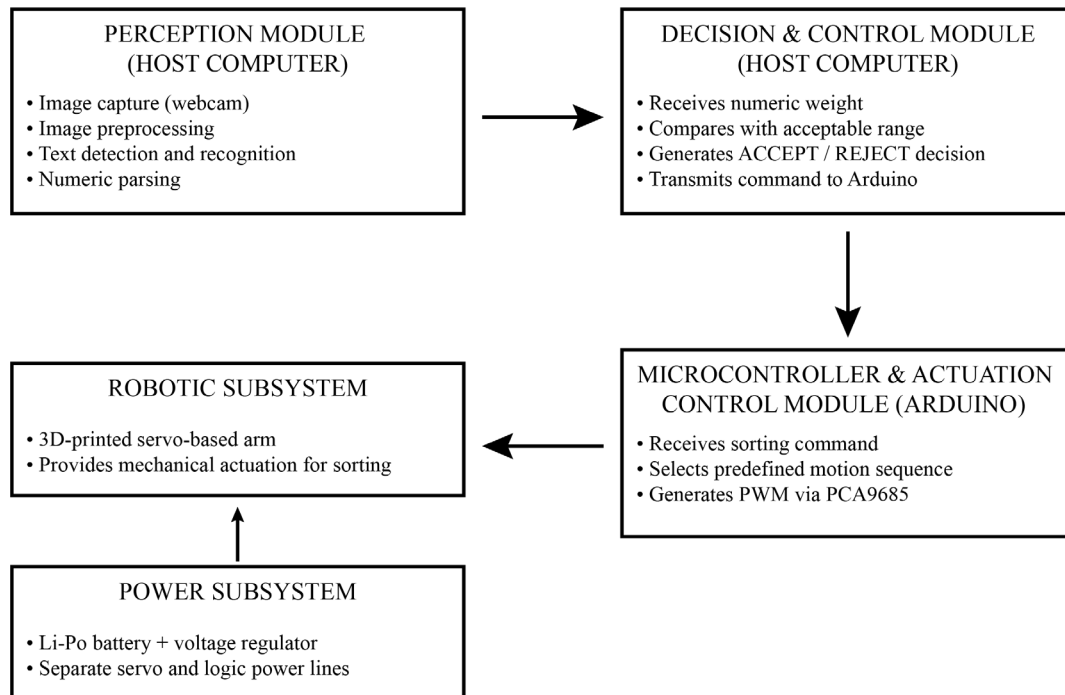 PERCEPTION MODULE
(HOST COMPUTER)
• Image capture (webcam)
• Image preprocessing
• Text detection and recognition
• Numeric parsing
DECISION & CONTROL MODULE
(HOST COMPUTER)
• Receives numeric weight
• Compares with acceptable range
• Generates ACCEPT / REJECT decision
• Transmits command to Arduino
MICROCONTROLLER & ACTUATION
CONTROL MODULE (ARDUINO)
• Receives sorting command
• Selects predefined motion sequence
• Generates PWM via PCA9685
ROBOTIC SUBSYSTEM
• 3D-printed servo-based arm
• Provides mechanical actuation for sorting
POWER SUBSYSTEM
• Li-Po battery + voltage regulator
• Separate servo and logic power lines